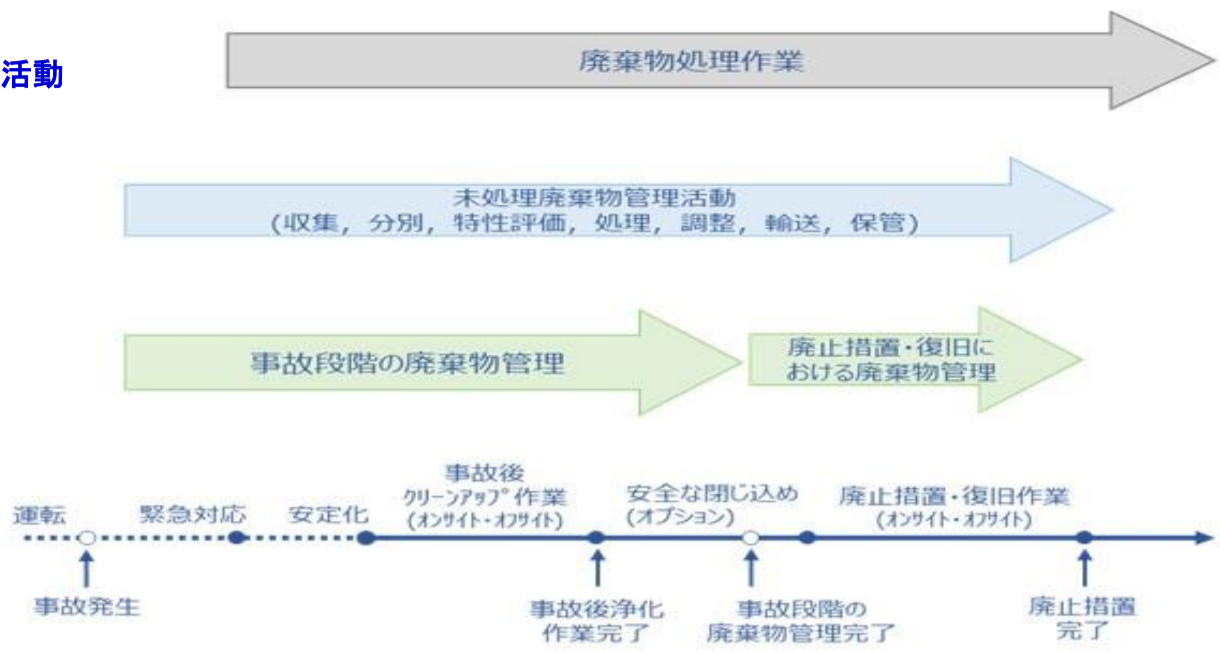 活動
廃棄物処理作業
未処理廃棄物管理活動
(収集, 分別, 特性評価, 処理, 調整, 輸送, 保管)
事故段階の廃棄物管理
廃止措置・復旧に
おける廃棄物管理
運転
緊急対応
安定化
事故後
ｸﾘｰﾝｱｯﾌﾟ作業
(ｵﾝｻｲﾄ・ｵﾌｻｲﾄ)
安全な閉じ込め
(オプション)
廃止措置・復旧作業
(ｵﾝｻｲﾄ・ｵﾌｻｲﾄ)
事故発生
事故後浄化
作業完了
事故段階の
廃棄物管理完了
廃止措置
完了